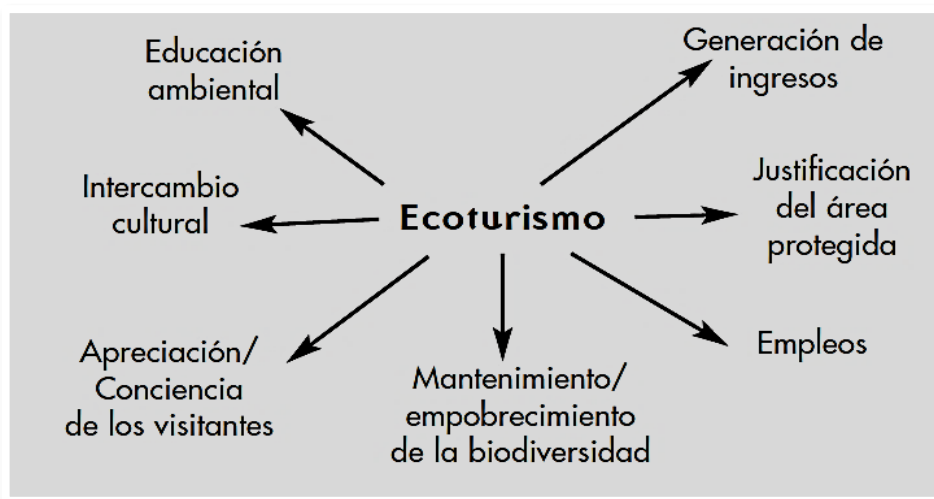 Educación
ambiental
Generación de
ingresos
Intercambio
cultural
Ecoturismo
Justificación
del área
protegida
Apreciación/
Conciencia
de los visitantes
Mantenimiento/
empobrecimiento
de la biodiversidad
Empleos